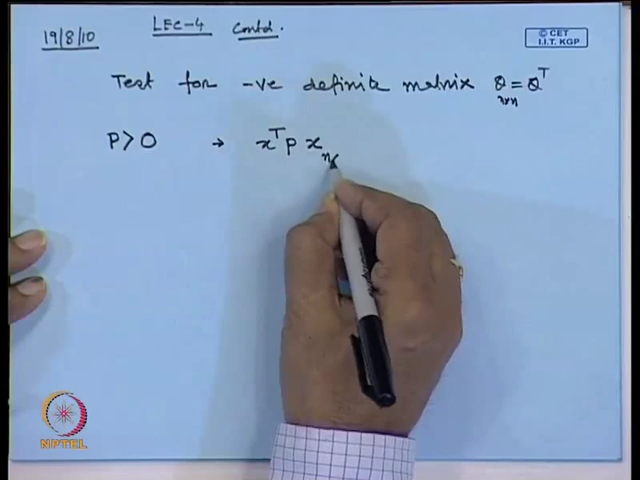 19/8/10 LEC-4 Contd.
© CET
I.I.T. KGP
Test for -ve definite matrix Q = Q^T
n×n
P > 0 → x^T P x
n
NPTEL